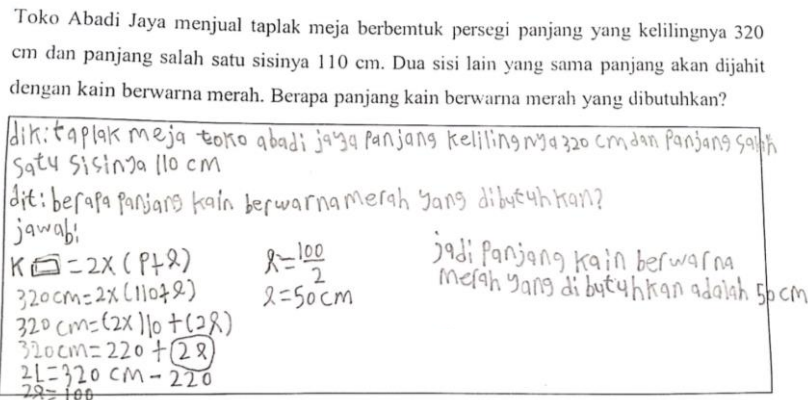 Toko Abadi Jaya menjual taplak meja berbemtuk persegi panjang yang kelilingnya 320
cm dan panjang salah satu sisinya 110 cm. Dua sisi lain yang sama panjang akan dijahit
dengan kain berwarna merah. Berapa panjang kain berwarna merah yang dibutuhkan?
dik: taplak meja toko abadi jaya panjang kelilingnya 320 cm dan panjang salah
satu sisinya 110 cm
dit: berapa panjang kain berwarna merah yang dibutuhkan?
jawab:
K ▭ = 2x (P+l)
320 cm = 2x (110+l)
320 cm = (2x110 + (2l)
320 cm = 220 + (2l)
2L = 320 cm - 220
2l = 100
l = 100/2
l = 50 cm
jadi panjang kain berwarna
merah yang dibutuhkan adalah 50 cm